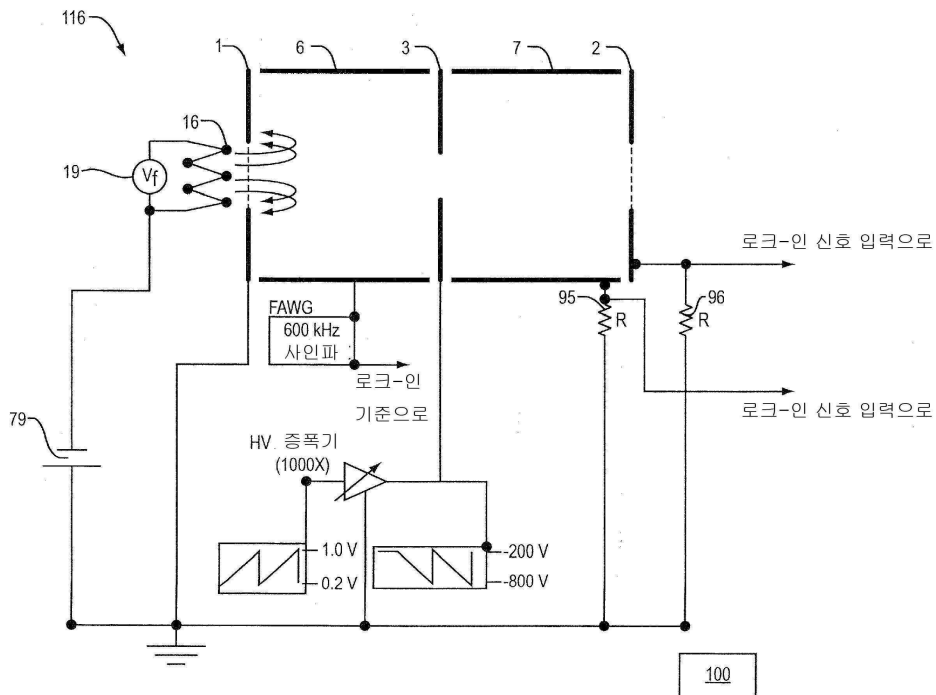 116
1
6
3
7
2
16
19
Vf
로크-인 신호 입력으로
95
96
R
R
FAWG
600 kHz
사인파
로크-인
기준으로
로크-인 신호 입력으로
79
HV 증폭기
(1000X)
1.0 V
0.2 V
-200 V
-800 V
100